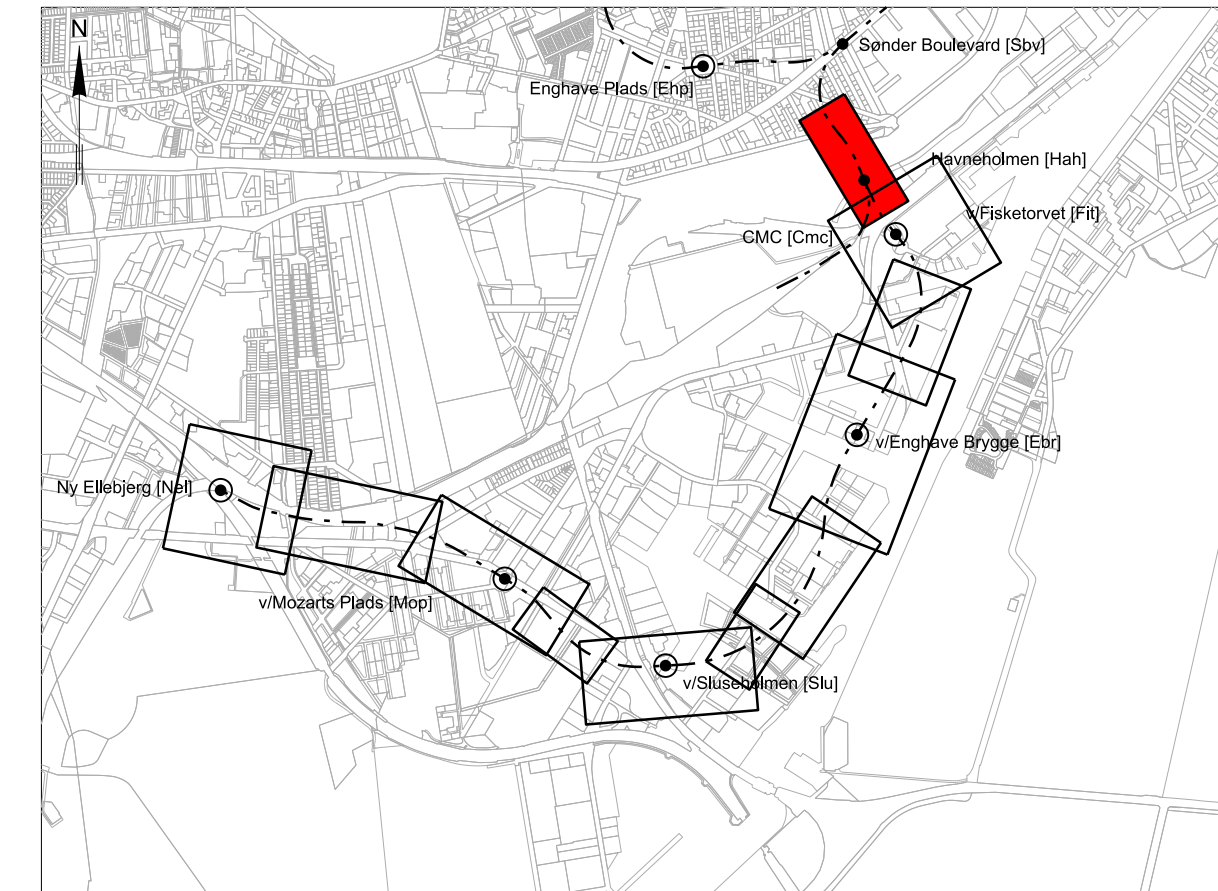 N
Sønder Boulevard [Sbv]
Enghave Plads [Ehp]
Havneholmen [Hah]
v/Fisketorvet [Fit]
CMC [Cmc]
v/Enghave Brygge [Ebr]
Ny Ellebjerg [Nel]
v/Mozarts Plads [Mop]
v/Sluseholmen [Slu]